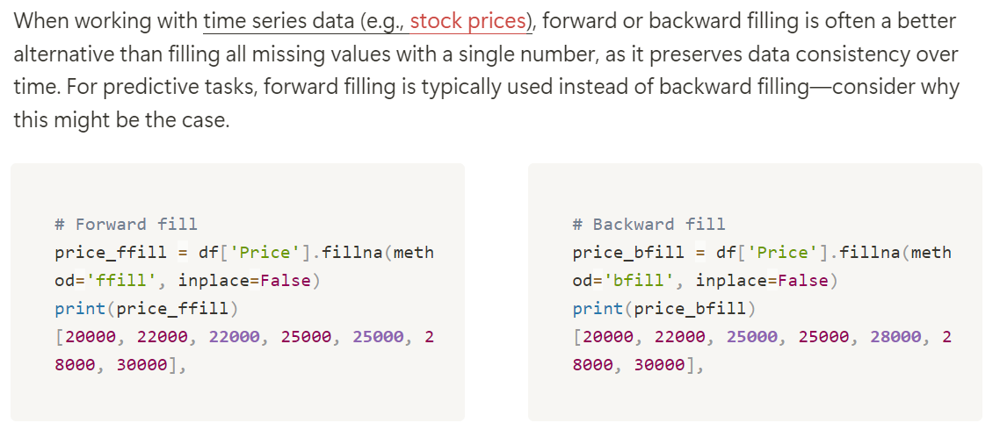 When working with time series data (e.g., stock prices), forward or backward filling is often a better
alternative than filling all missing values with a single number, as it preserves data consistency over
time. For predictive tasks, forward filling is typically used instead of backward filling—consider why
this might be the case.
# Forward fill
price_ffill = df['Price'].fillna(meth
od='ffill', inplace=False)
print(price_ffill)
[20000, 22000, 22000, 25000, 25000, 2
8000, 30000],
# Backward fill
price_bfill = df['Price'].fillna(meth
od='bfill', inplace=False)
print(price_bfill)
[20000, 22000, 25000, 25000, 28000, 2
8000, 30000],